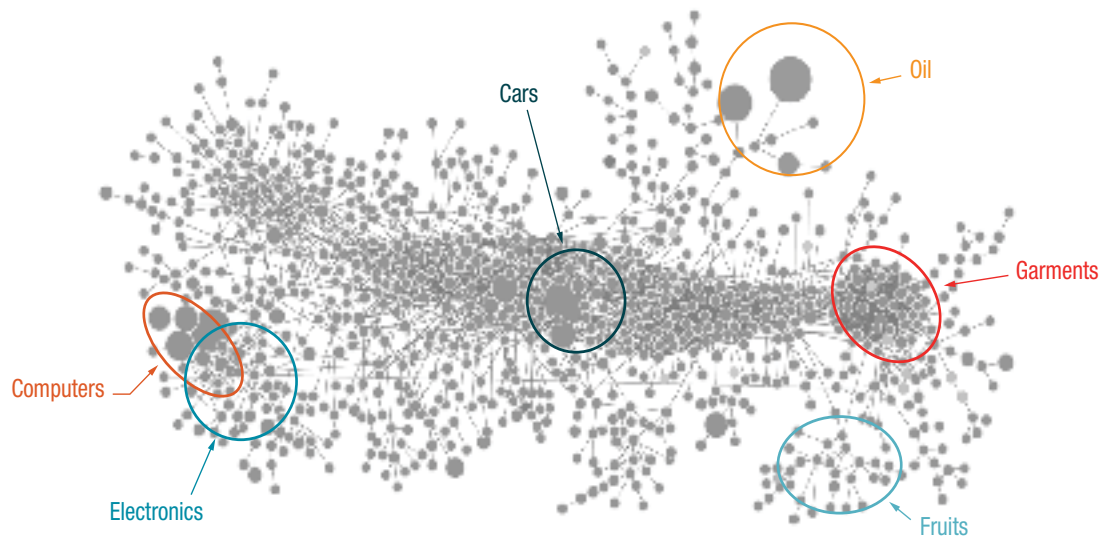 Oil
Cars
Garments
Computers
Electronics
Fruits